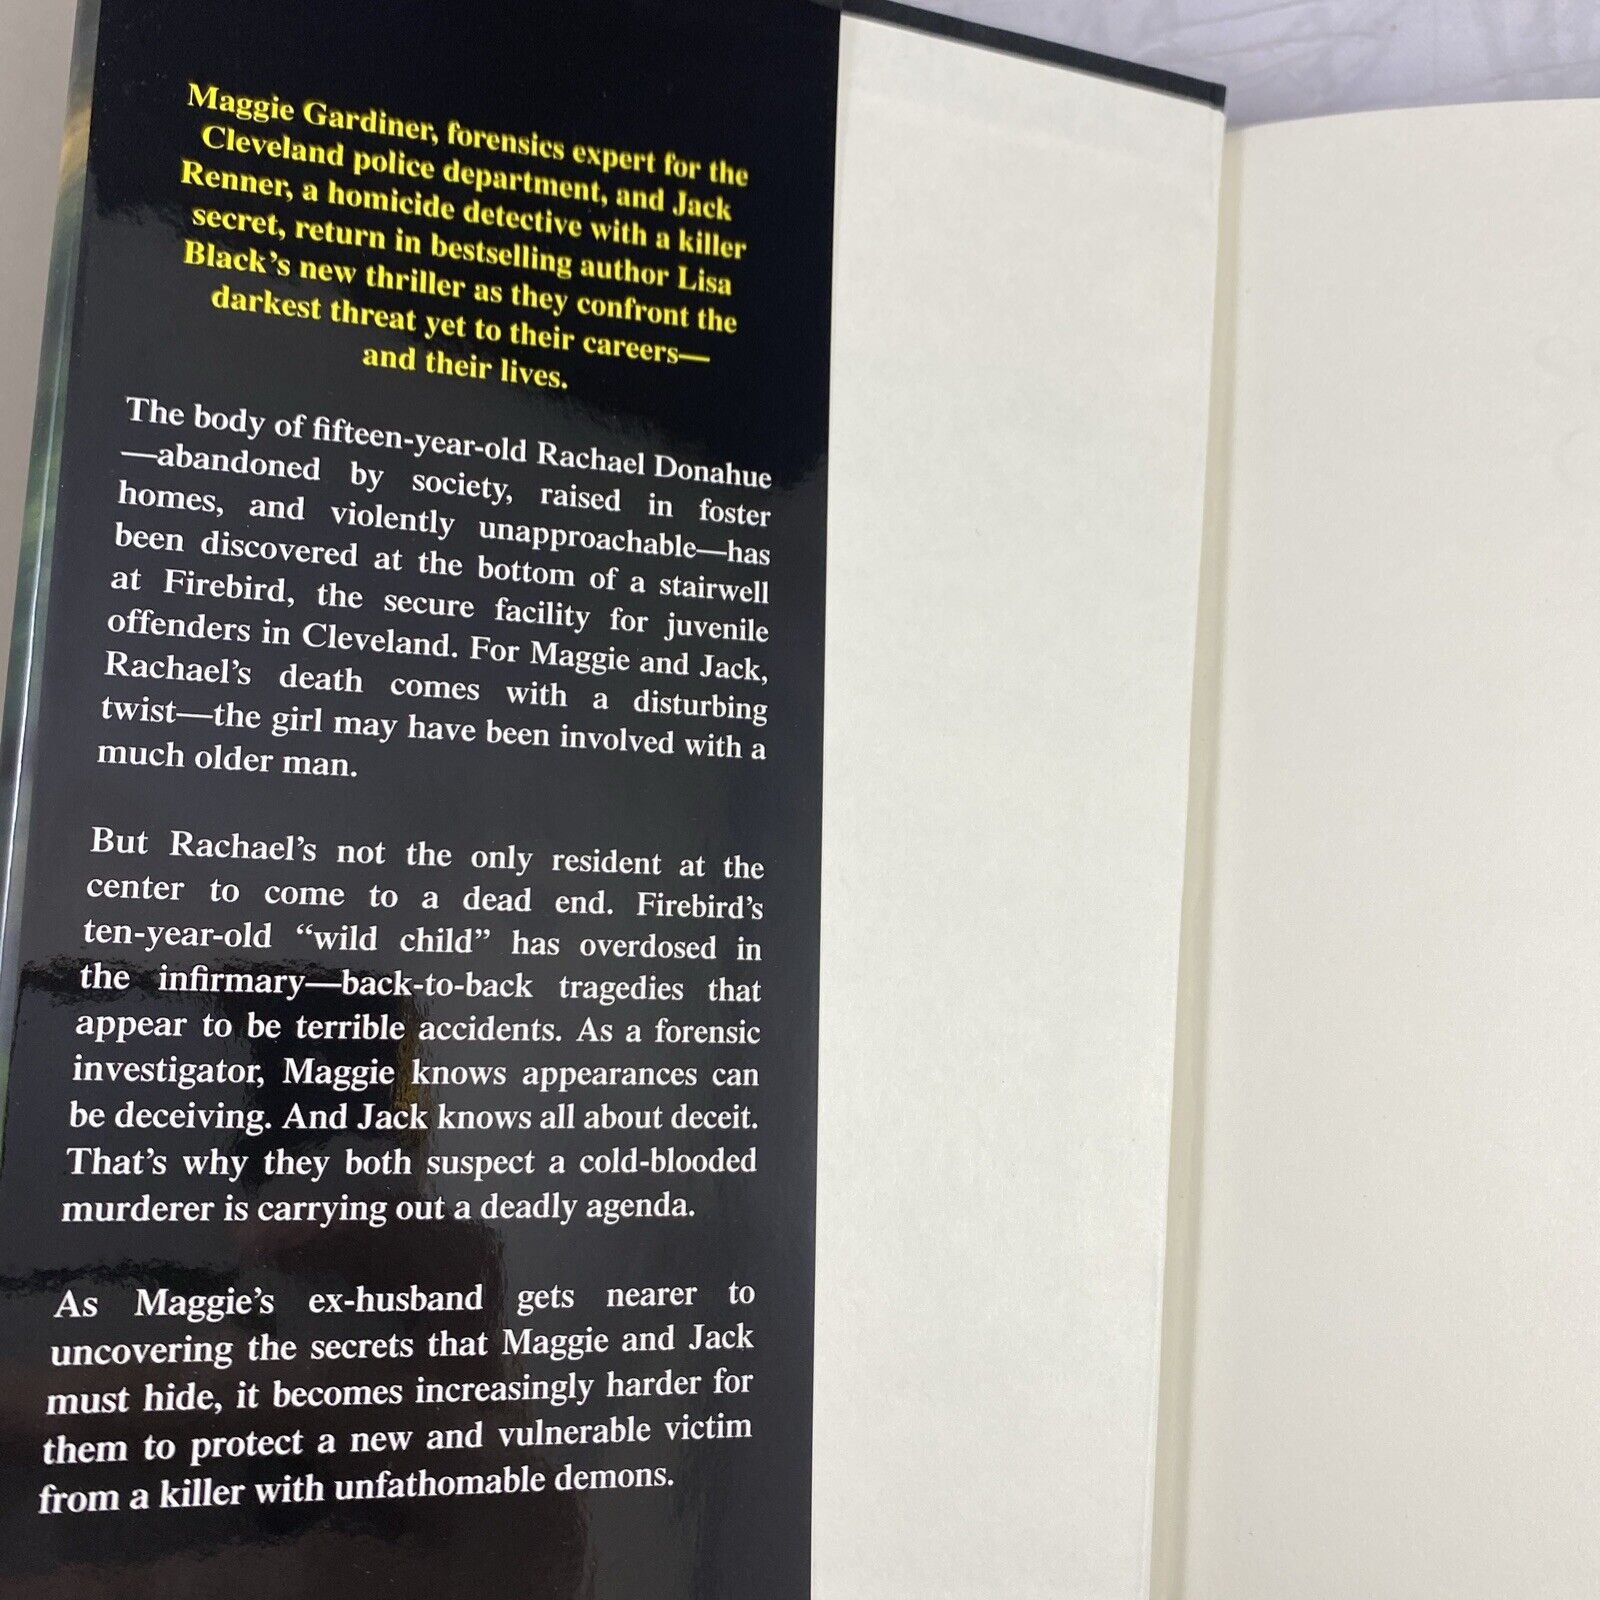 Maggie Gardiner, forensics expert for the
Cleveland police department, and Jack
Renner, a homicide detective with a killer
secret, return in bestselling author Lisa
Black’s new thriller as they confront the
darkest threat yet to their careers—
and their lives.
The body of fifteen-year-old Rachael Donahue
—abandoned by society, raised in foster
homes, and violently unapproachable—has
been discovered at the bottom of a stairwell
at Firebird, the secure facility for juvenile
offenders in Cleveland. For Maggie and Jack,
Rachael’s death comes with a disturbing
twist—the girl may have been involved with a
much older man.
But Rachael’s not the only resident at the
center to come to a dead end. Firebird’s
ten-year-old “wild child” has overdosed in
the infirmary—back-to-back tragedies that
appear to be terrible accidents. As a forensic
investigator, Maggie knows appearances can
be deceiving. And Jack knows all about deceit.
That’s why they both suspect a cold-blooded
murderer is carrying out a deadly agenda.
As Maggie’s ex-husband gets nearer to
uncovering the secrets that Maggie and Jack
must hide, it becomes increasingly harder for
them to protect a new and vulnerable victim
from a killer with unfathomable demons.